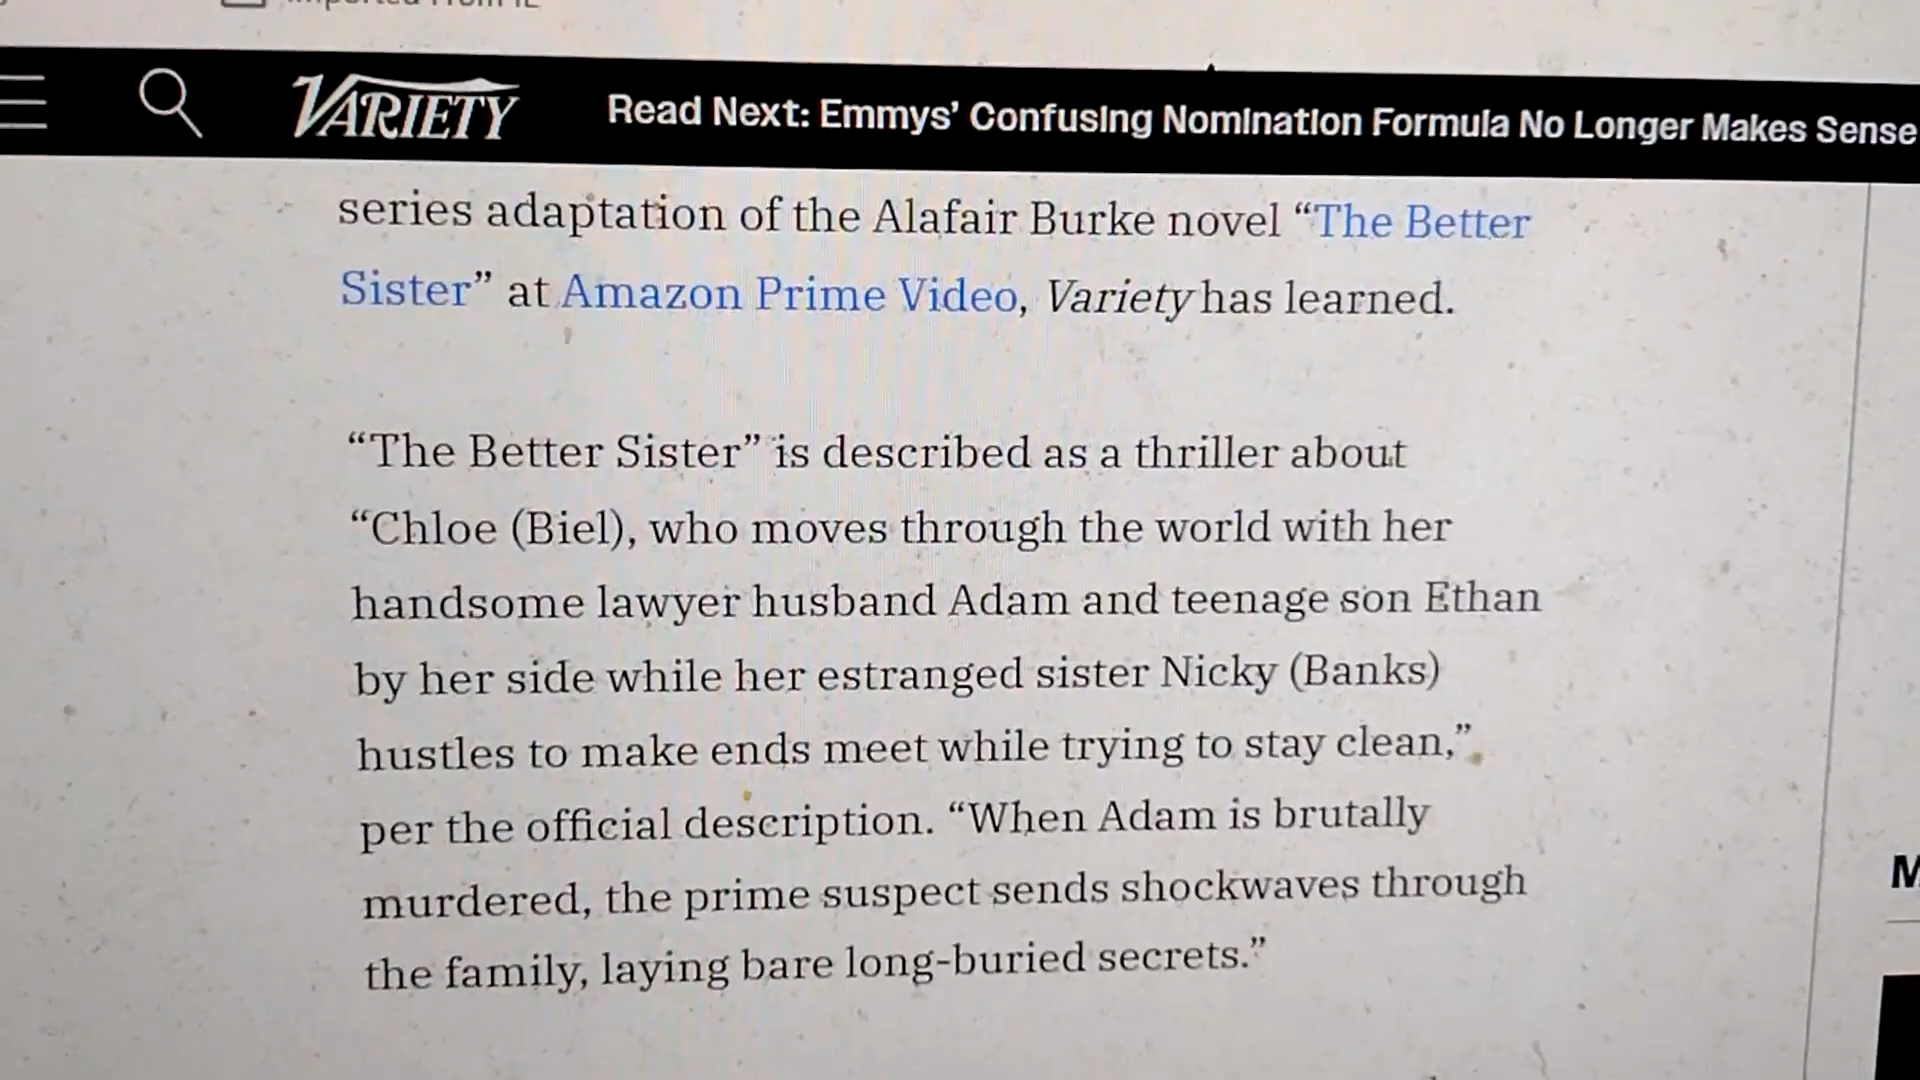 VARIETY
Read Next: Emmys’ Confusing Nomination Formula No Longer Makes Sense
series adaptation of the Alafair Burke novel “The Better
Sister” at Amazon Prime Video, Variety has learned.
“The Better Sister” is described as a thriller about
“Chloe (Biel), who moves through the world with her
handsome lawyer husband Adam and teenage son Ethan
by her side while her estranged sister Nicky (Banks)
hustles to make ends meet while trying to stay clean,”
per the official description. “When Adam is brutally
murdered, the prime suspect sends shockwaves through
the family, laying bare long-buried secrets.”